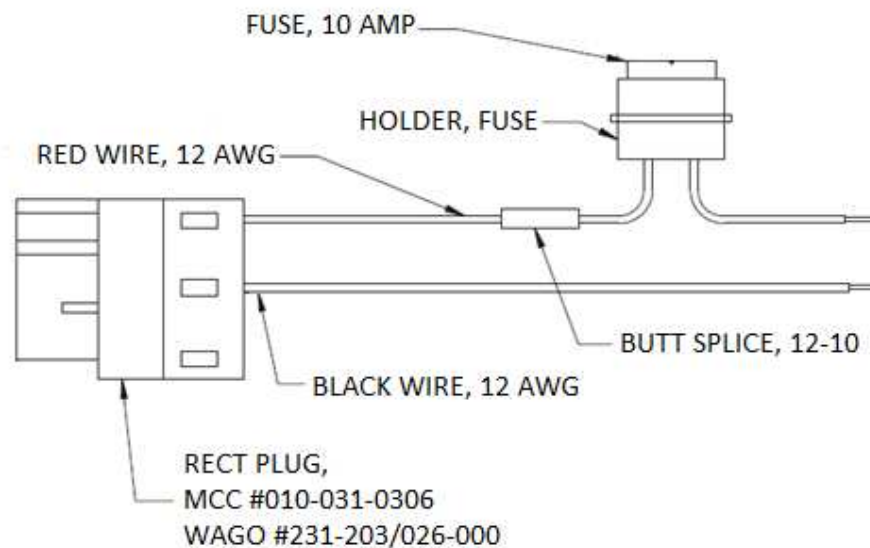 FUSE, 10 AMP
HOLDER, FUSE
RED WIRE, 12 AWG
BUTT SPLICE, 12-10
BLACK WIRE, 12 AWG
RECT PLUG,
MCC #010-031-0306
WAGO #231-203/026-000